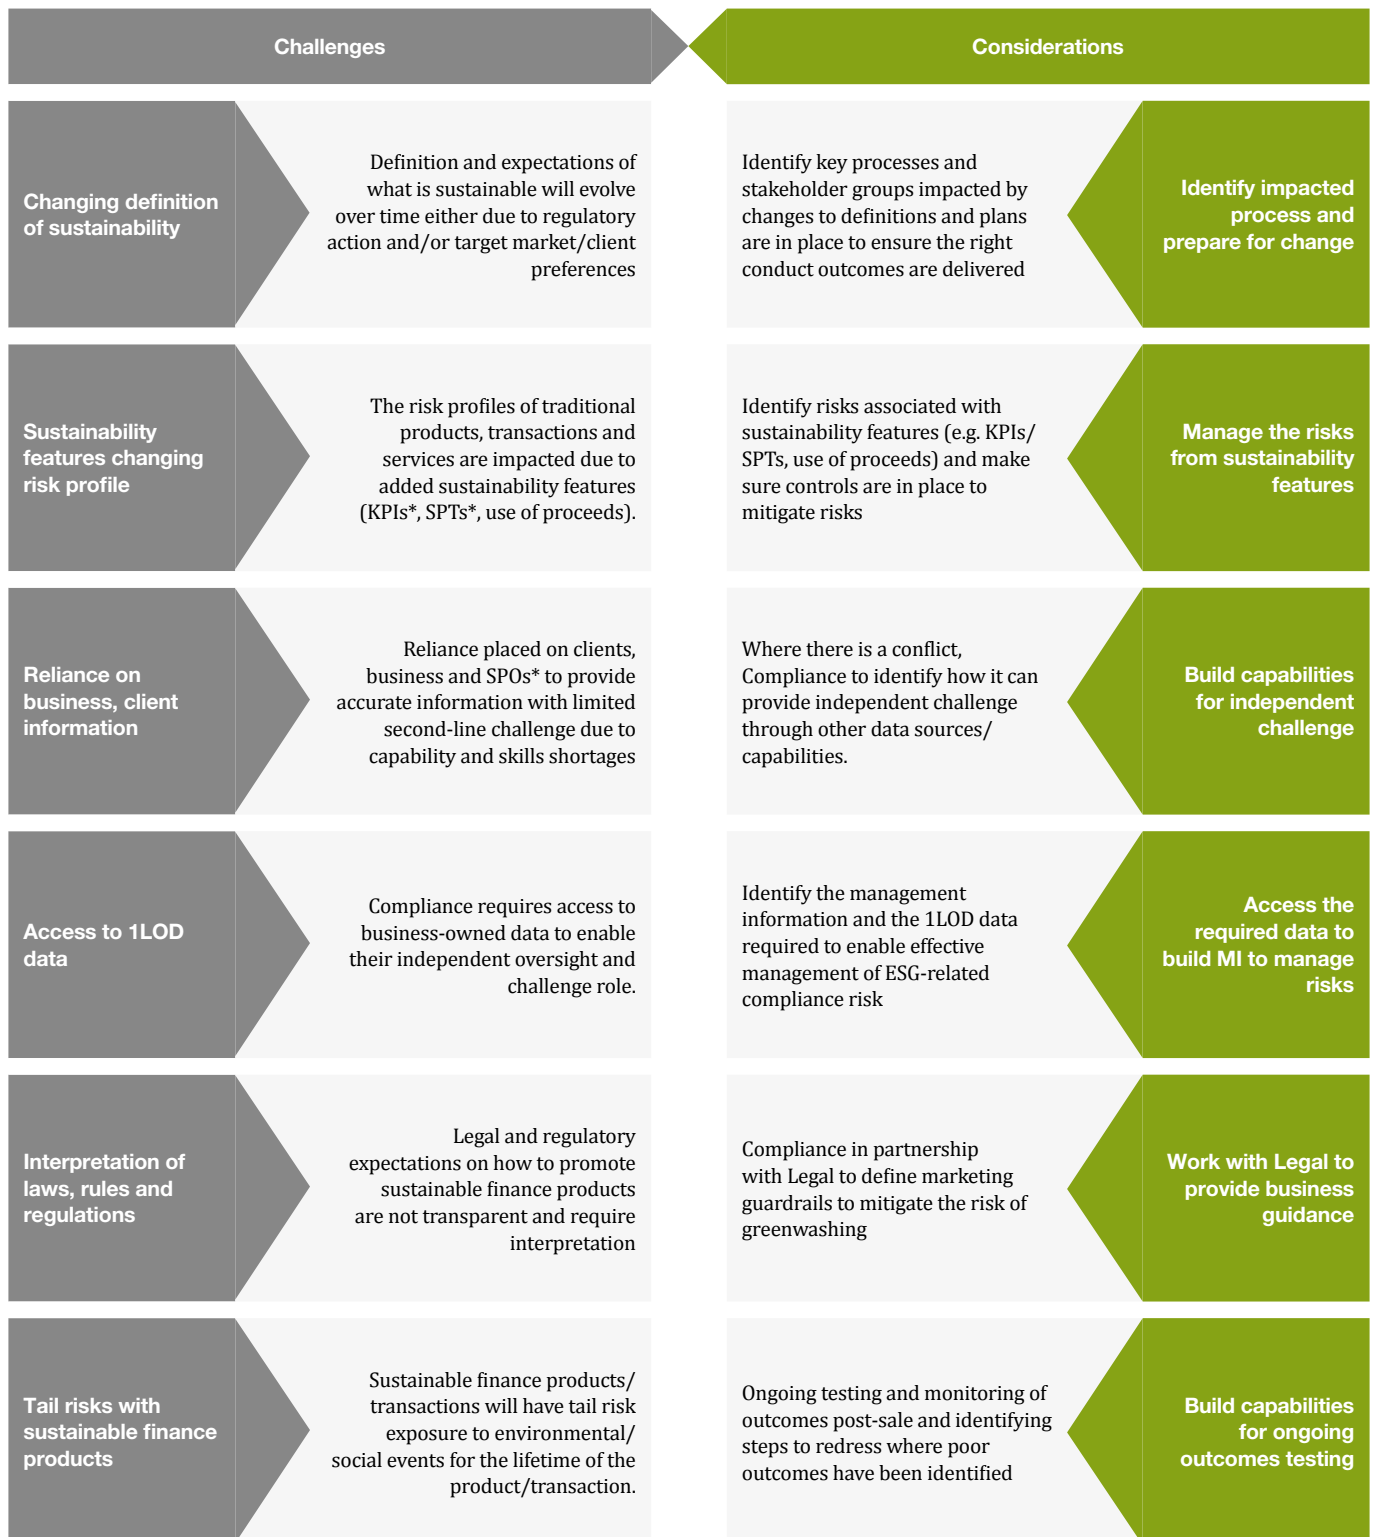 Challenges
Considerations
Changing definition
of sustainability
Definition and expectations of
what is sustainable will evolve
over time either due to regulatory
action and/or target market/client
preferences
Identify key processes and
stakeholder groups impacted by
changes to definitions and plans
are in place to ensure the right
conduct outcomes are delivered
Identify impacted
process and
prepare for change
Sustainability
features changing
risk profile
The risk profiles of traditional
products, transactions and
services are impacted due to
added sustainability features
(KPIs*, SPTs*, use of proceeds).
Identify risks associated with
sustainability features (e.g. KPIs/
SPTs, use of proceeds) and make
sure controls are in place to
mitigate risks
Manage the risks
from sustainability
features
Reliance on
business, client
information
Reliance placed on clients,
business and SPOs* to provide
accurate information with limited
second-line challenge due to
capability and skills shortages
Where there is a conflict,
Compliance to identify how it can
provide independent challenge
through other data sources/
capabilities.
Build capabilities
for independent
challenge
Access to 1LOD
data
Compliance requires access to
business-owned data to enable
their independent oversight and
challenge role.
Identify the management
information and the 1LOD data
required to enable effective
management of ESG-related
compliance risk
Access the
required data to
build MI to manage
risks
Interpretation of
laws, rules and
regulations
Legal and regulatory
expectations on how to promote
sustainable finance products
are not transparent and require
interpretation
Compliance in partnership
with Legal to define marketing
guardrails to mitigate the risk of
greenwashing
Work with Legal to
provide business
guidance
Tail risks with
sustainable finance
products
Sustainable finance products/
transactions will have tail risk
exposure to environmental/
social events for the lifetime of the
product/transaction.
Ongoing testing and monitoring of
outcomes post-sale and identifying
steps to redress where poor
outcomes have been identified
Build capabilities
for ongoing
outcomes testing